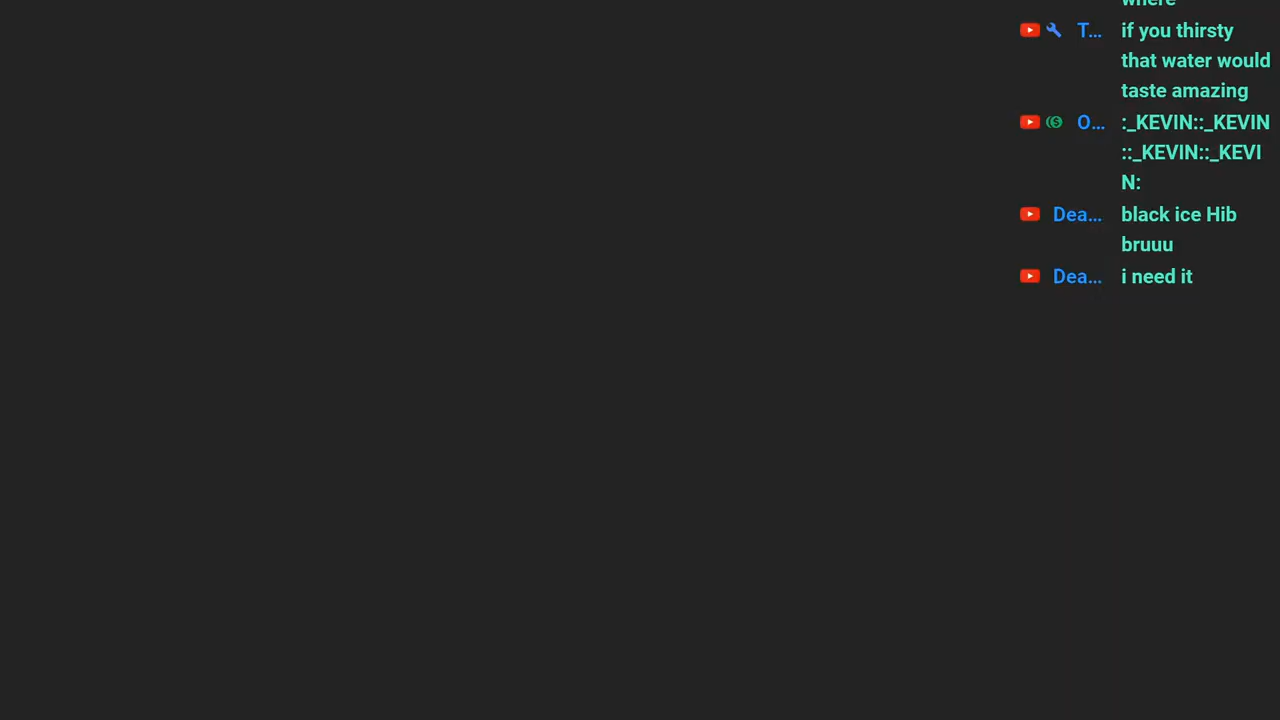 where
T... if you thirsty
that water would
taste amazing
O... :_KEVIN::_KEVIN
::_KEVIN::_KEVI
N:
Dea... black ice Hib
bruuu
Dea... i need it